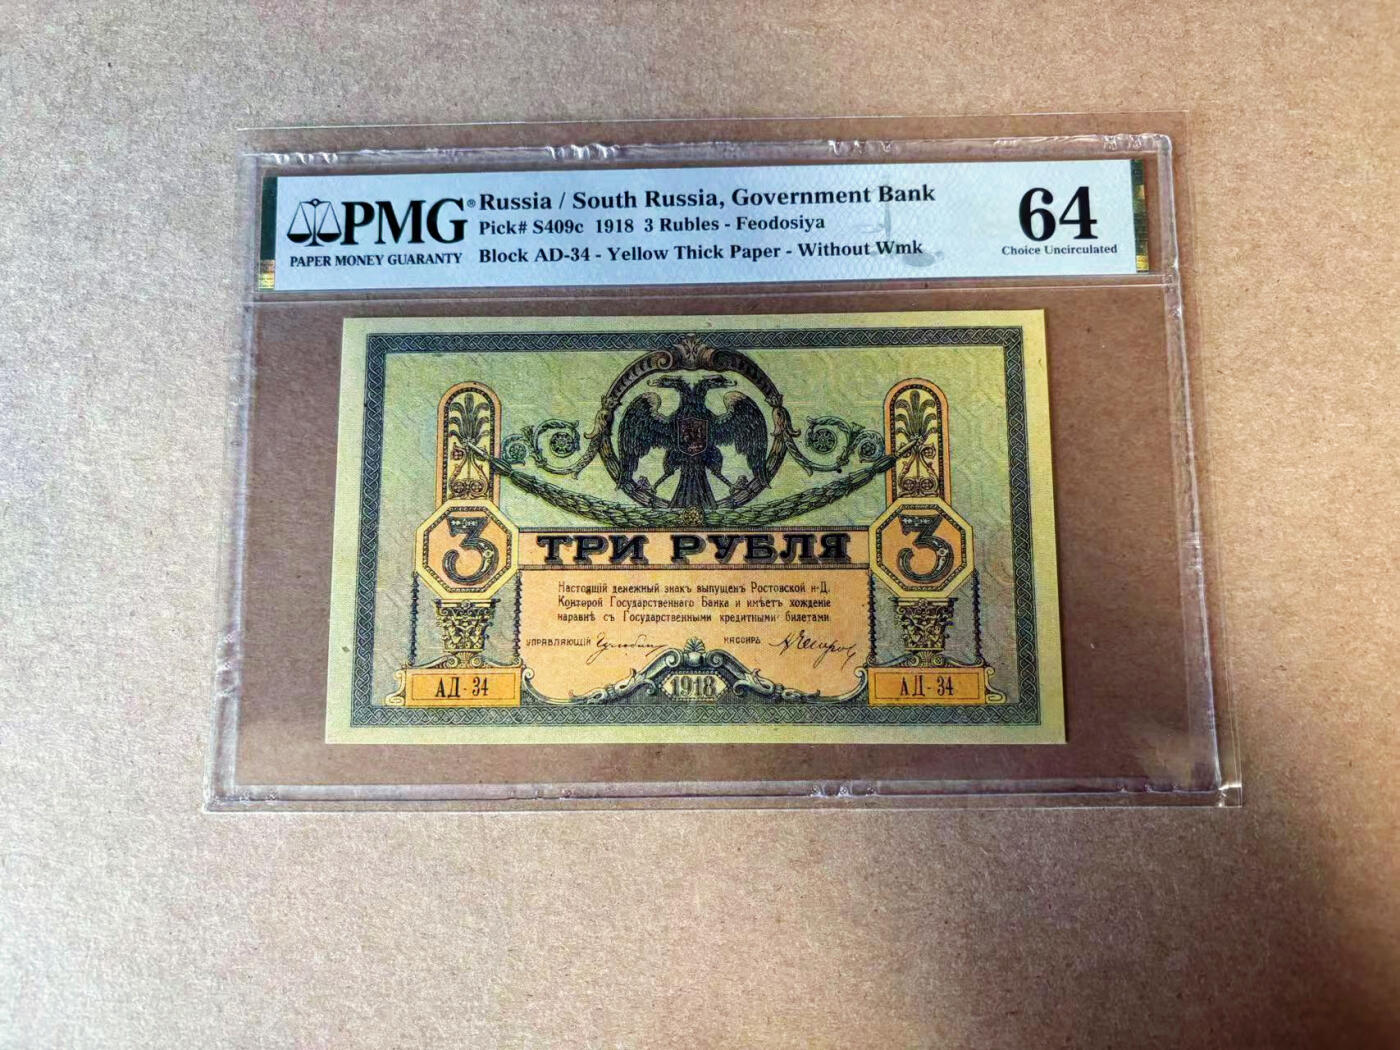 PMG®
PAPER MONEY GUARANTY
Russia / South Russia, Government Bank
Pick# S409c 1918 3 Rubles - Feodosiya
Block AD-34 - Yellow Thick Paper - Without Wmk
64
Choice Uncirculated
3
ТРИ РУБЛЯ
3
Настоящій денежный знакъ выпущенъ Ростовской н-Д.
Конторой Государственнаго Банка и имѣетъ хожденіе
наравнѣ съ Государственными кредитными билетами
УПРАВЛЯЮЩІЙ
КАССИРЪ
АД - 34
1918
АД - 34